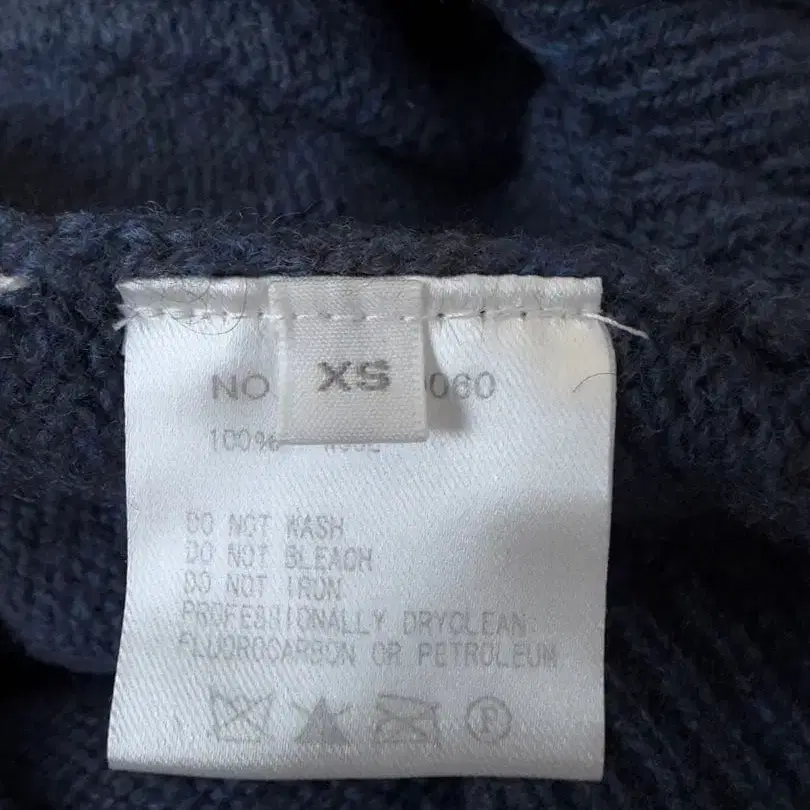 XS
NO 060
100%
DO NOT WASH
DO NOT BLEACH
DO NOT IRON
PROFESSIONALLY DRYCLEAN
FLUOROCARBON OR PETROLEUM
F